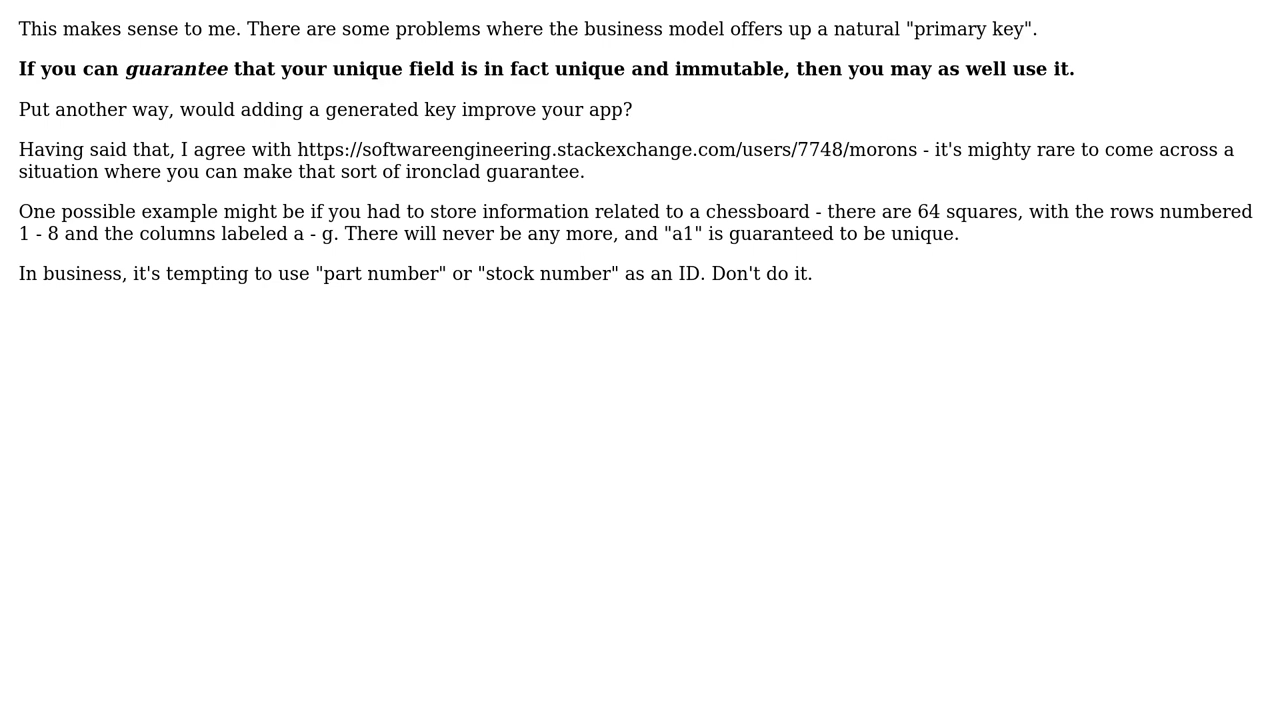 This makes sense to me. There are some problems where the business model offers up a natural "primary key".
If you can guarantee that your unique field is in fact unique and immutable, then you may as well use it.
Put another way, would adding a generated key improve your app?
Having said that, I agree with https://softwareengineering.stackexchange.com/users/7748/morons - it's mighty rare to come across a
situation where you can make that sort of ironclad guarantee.
One possible example might be if you had to store information related to a chessboard - there are 64 squares, with the rows numbered
1 - 8 and the columns labeled a - g. There will never be any more, and "a1" is guaranteed to be unique.
In business, it's tempting to use "part number" or "stock number" as an ID. Don't do it.